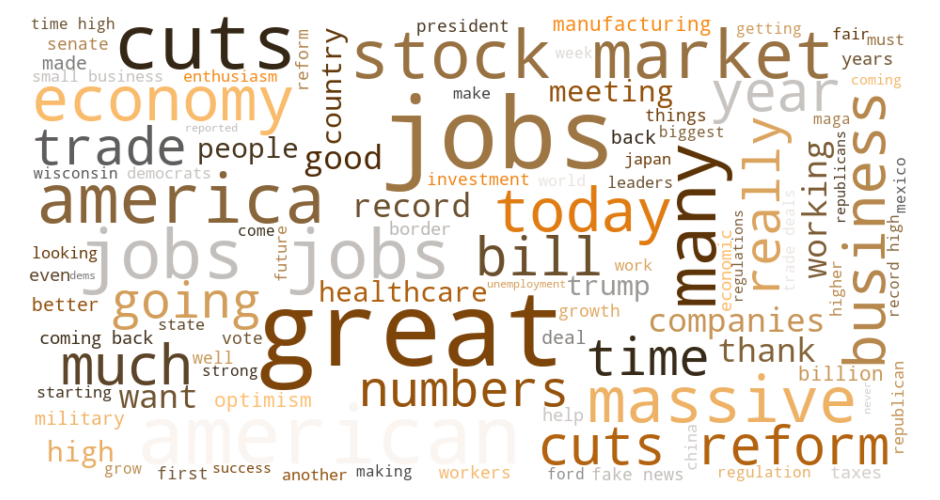 time high
cuts
president
manufacturing
getting
fair
must
senate
reform
country
stock market
week
years
made
small business
enthusiasm
economy
make
meeting
year
coming
reported
jobs
things
maga
trade
people
good
back
biggest
many
really
working
republicans
business
wisconsin
democrats
investment
world
japan
leaders
mexico
america
record
today
come
border
jobs jobs
bill
looking
future
work
economic
regulations
trade deals
higher
record high
even
dems
healthcare
unemployment
trump
better
going
great
growth
companies
state
coming back
vote
deal
time
thank
much
well
strong
numbers
massive
billion
republican
never
starting
want
optimism
military
american
help
cuts reform
high
china
grow
first
success
another
making
workers
ford
fake news
regulation
taxes